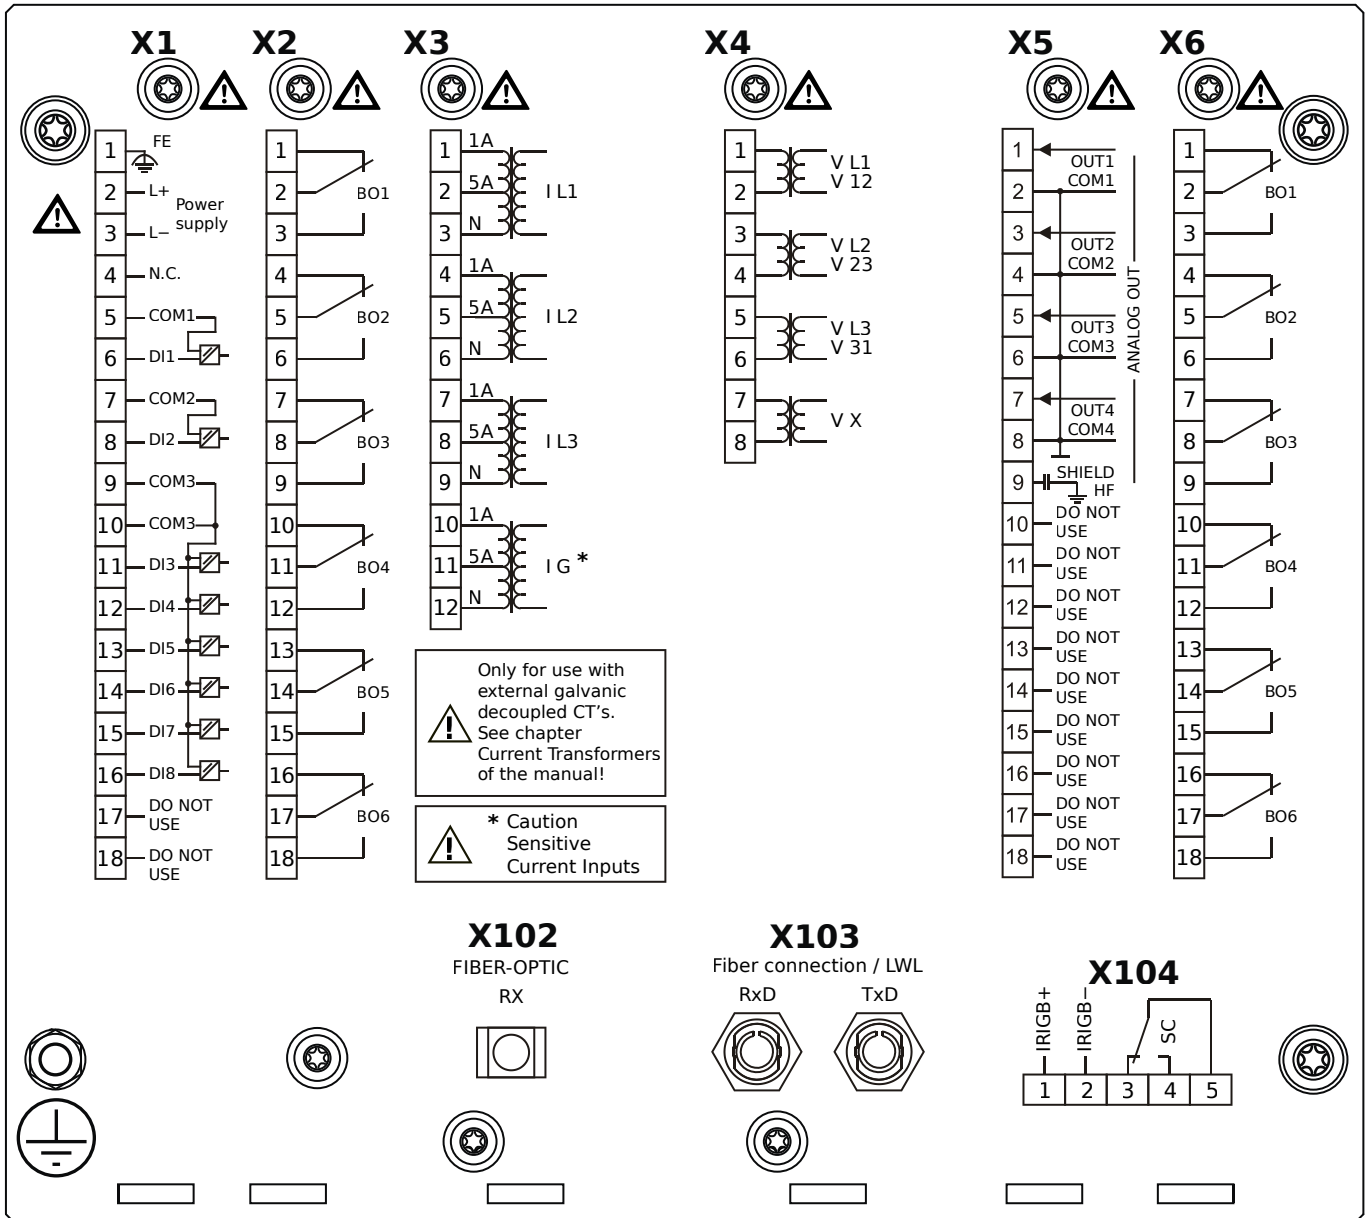 X1
X2
X3
X4
X5
X6
1 FE
2 L+
Power
supply
3 L−
4 N.C.
5 COM1
6 DI1
7 COM2
8 DI2
9 COM3
10 COM3
11 DI3
12 DI4
13 DI5
14 DI6
15 DI7
16 DI8
17 DO NOT
USE
18 DO NOT
USE
1
2 BO1
3
4
5 BO2
6
7
8 BO3
9
10
11 BO4
12
13
14 BO5
15
16
17 BO6
18
1 1A
2 5A I L1
3 N
4 1A
5 5A I L2
6 N
7 1A
8 5A I L3
9 N
10 1A
11 5A I G *
12 N
Only for use with
external galvanic
decoupled CT's.
See chapter
Current Transformers
of the manual!
* Caution
Sensitive
Current Inputs
1 V L1
2 V 12
3 V L2
4 V 23
5 V L3
6 V 31
7 V X
8
1 OUT1
2 COM1
3 OUT2
4 COM2
5 OUT3
6 COM3
7 OUT4
8 COM4
ANALOG OUT
9 SHIELD
HF
10 DO NOT
USE
11 DO NOT
USE
12 DO NOT
USE
13 DO NOT
USE
14 DO NOT
USE
15 DO NOT
USE
16 DO NOT
USE
17 DO NOT
USE
18 DO NOT
USE
1
2 BO1
3
4
5 BO2
6
7
8 BO3
9
10
11 BO4
12
13
14 BO5
15
16
17 BO6
18
X102
FIBER-OPTIC
RX
X103
Fiber connection / LWL
RxD TxD
X104
IRIGB+
IRIGB−
SC
1 2 3 4 5